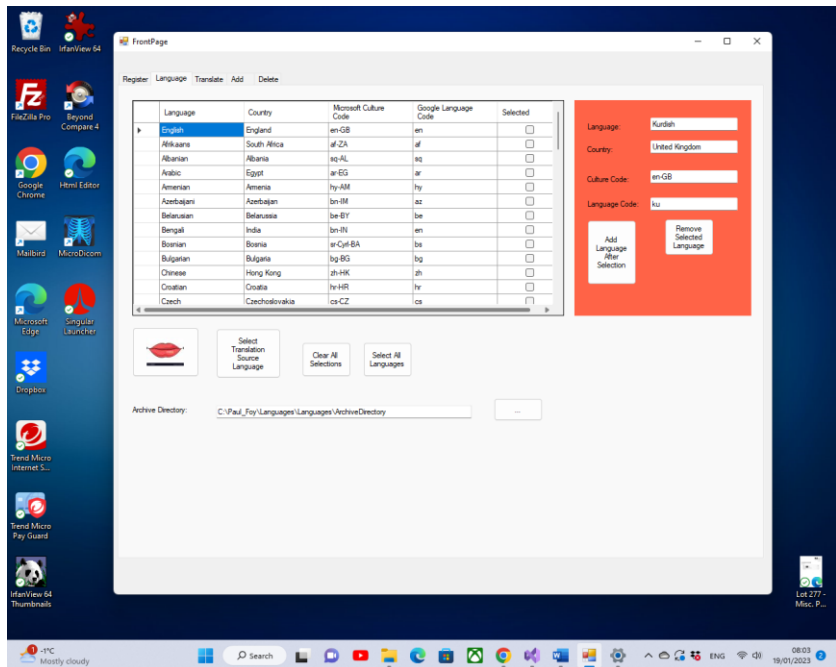 Recycle Bin
IrfanView 64
FileZilla Pro
Beyond
Compare 4
Google
Chrome
Html Editor
Mailbird
MicroDicom
Microsoft
Edge
Singular
Launcher
Dropbox
Trend Micro
Internet S...
Trend Micro
Pay Guard
IrfanView 64
Thumbnails
FrontPage
Register Language Translate Add Delete
Language Country Microsoft Culture Code Google Language Code Selected
English England en-GB en
Afrikaans South Africa af-ZA af
Albanian Albania sq-AL sq
Arabic Egypt ar-EG ar
Armenian Armenia hy-AM hy
Azerbaijani Azerbaijan bn-IM az
Belarusian Belarussia be-BY be
Bengali India bn-IN en
Bosnian Bosnia sr-Cyrl-BA bs
Bulgarian Bulgaria bg-BG bg
Chinese Hong Kong zh-HK zh
Croatian Croatia hr-HR hr
Czech Czechoslovakia cs-CZ cs
Language: Kurdish
Country: United Kingdom
Culture Code: en-GB
Language Code: ku
Add
Language
After
Selection
Remove
Selected
Language
Select
Translation
Source
Language
Clear All
Selections
Select All
Languages
Archive Directory: C:\Paul_Foy\Languages\Languages\ArchiveDirectory ...
Lot 277 -
Misc. P...
-1°C
Mostly cloudy
Search
ENG
08:03
19/01/2023